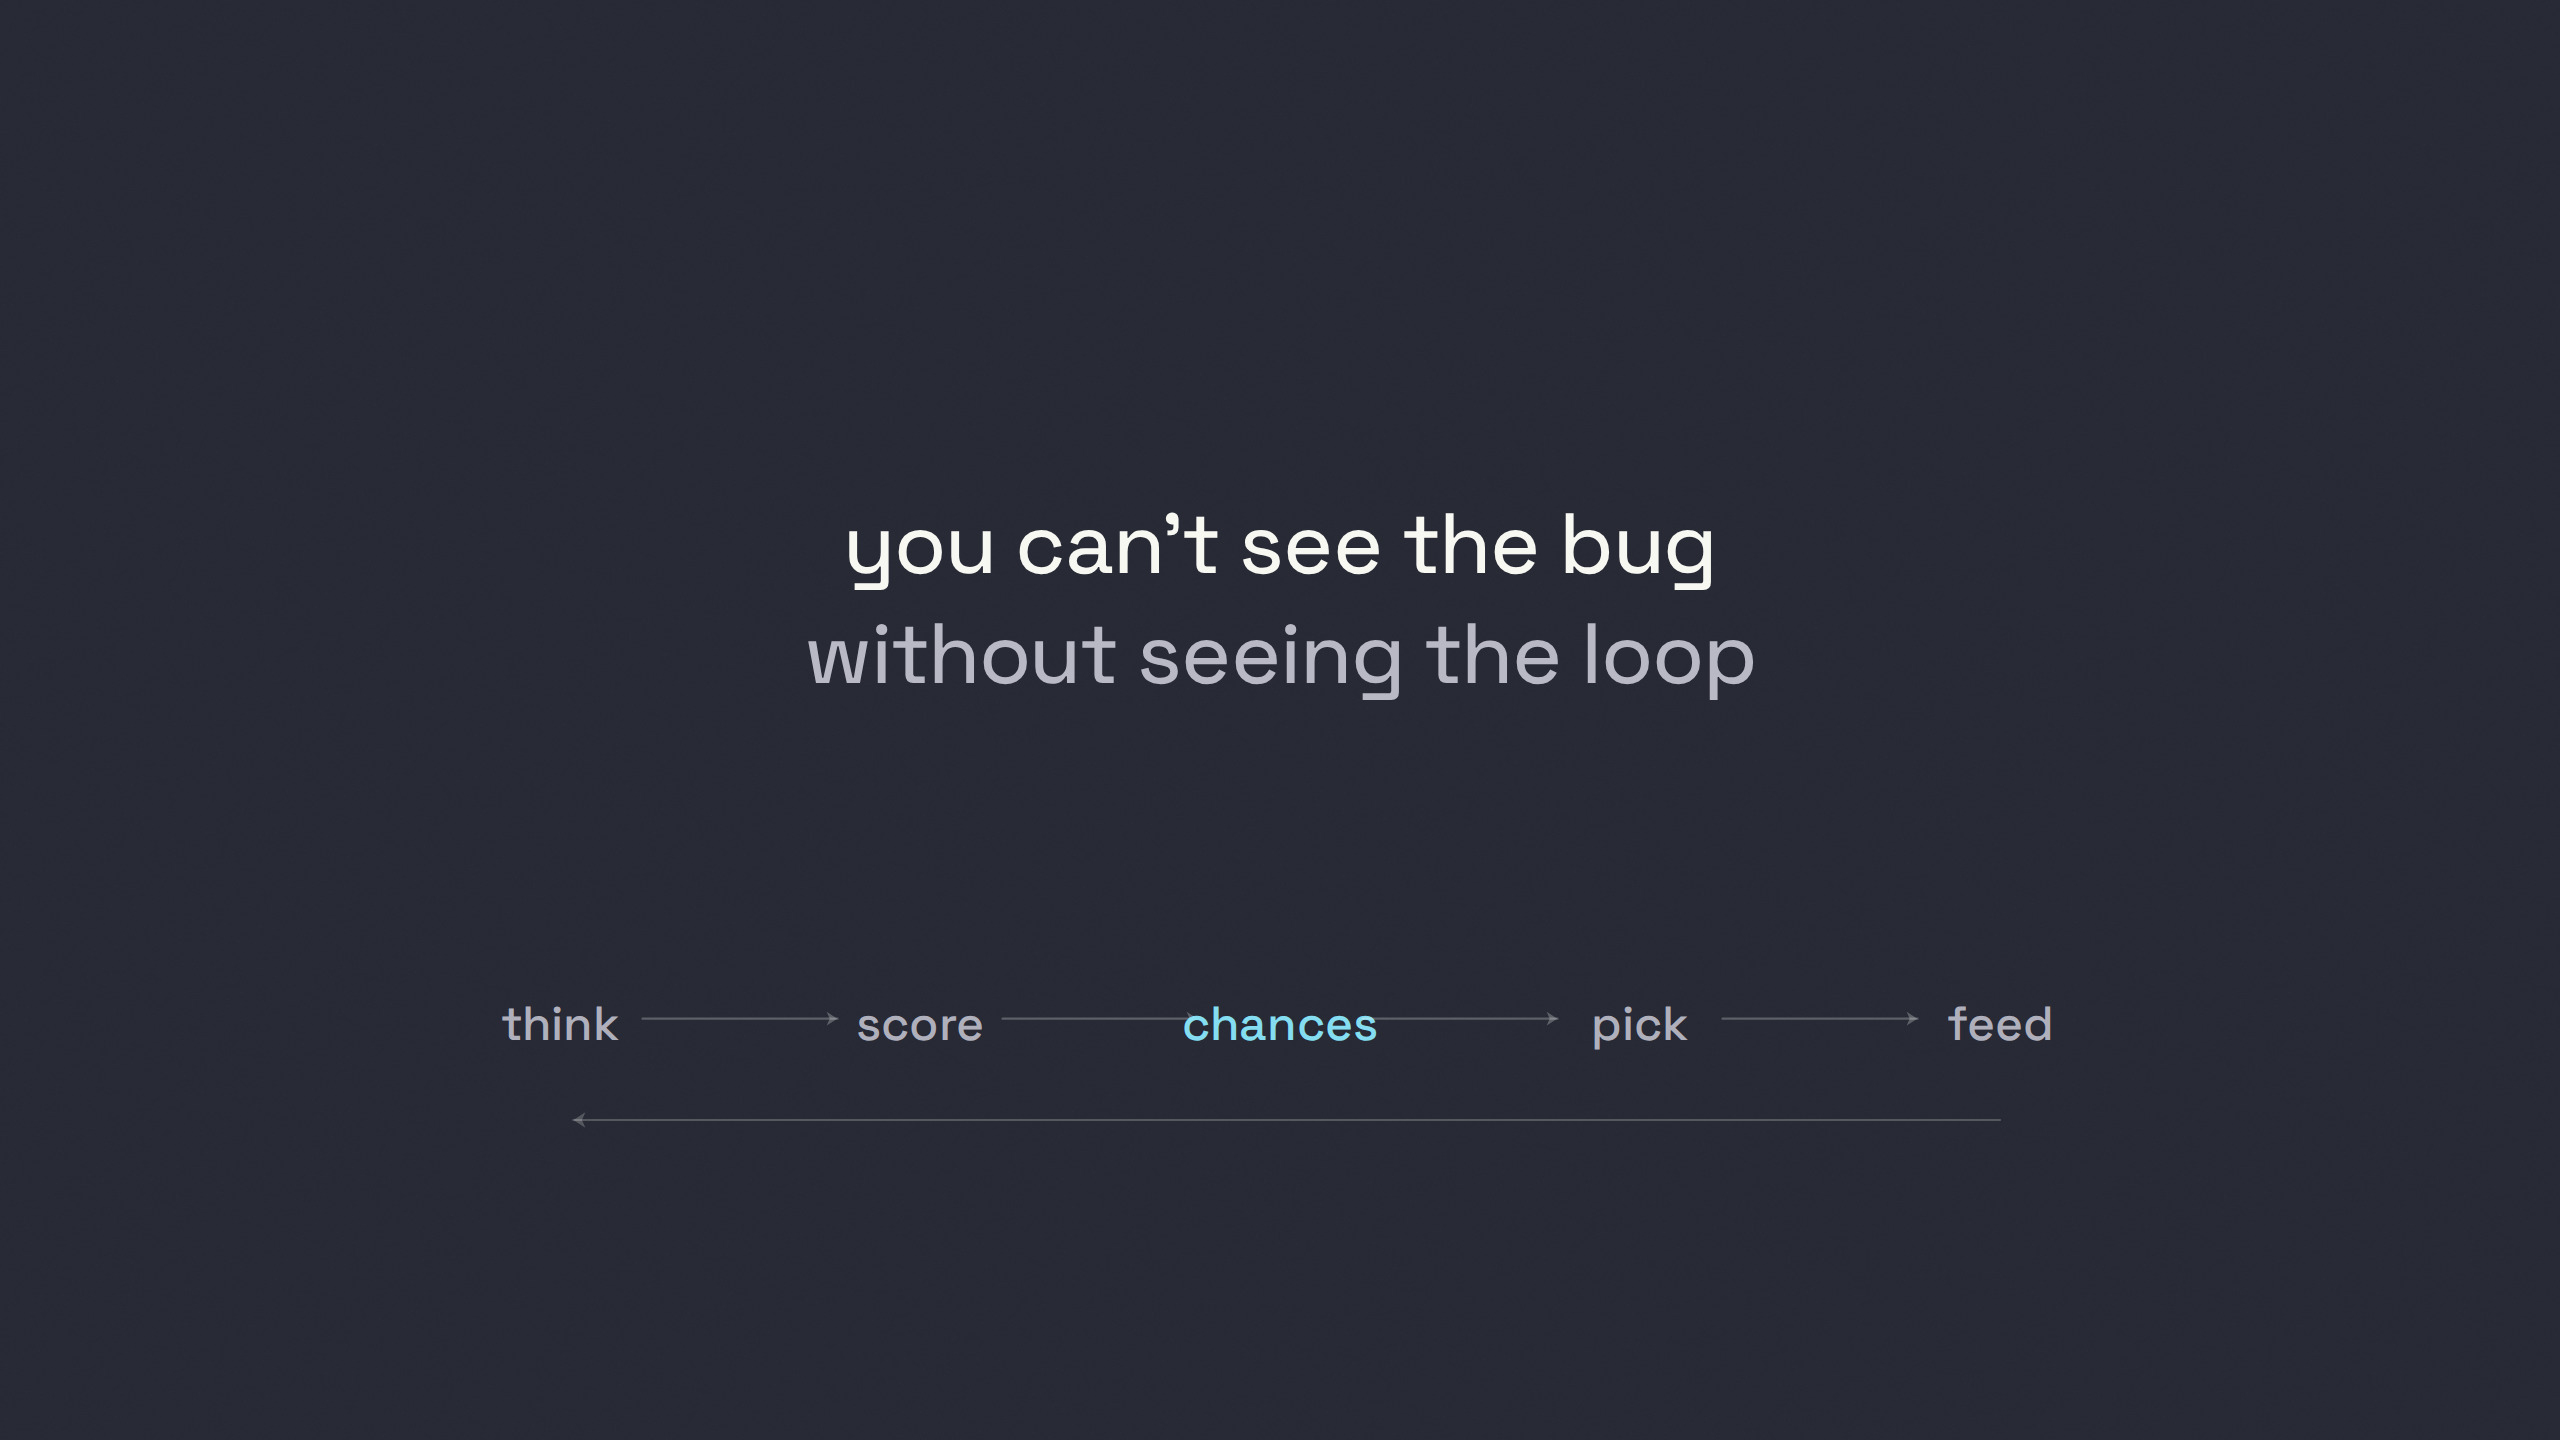 you can’t see the bug
without seeing the loop
think score chances pick feed